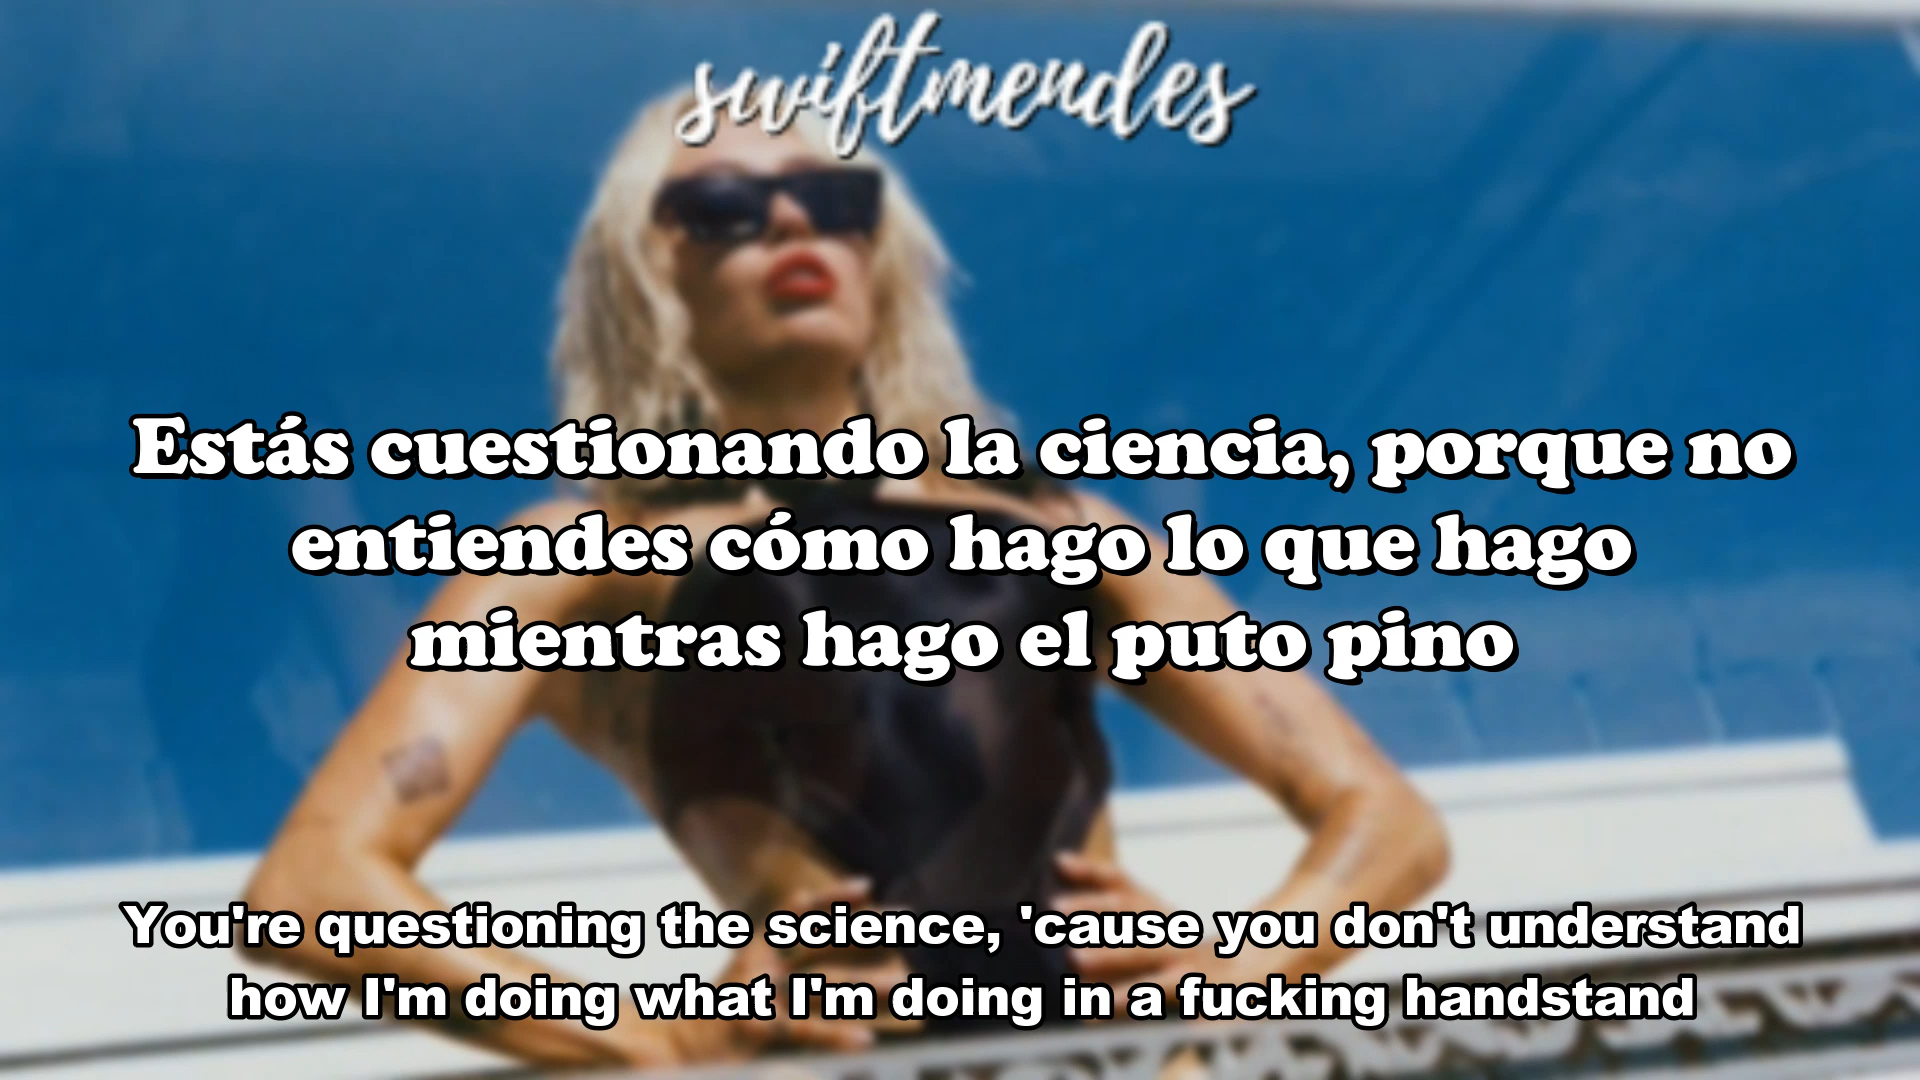 swiftmendes
Estás cuestionando la ciencia, porque no
entiendes cómo hago lo que hago
mientras hago el puto pino
You're questioning the science, 'cause you don't understand
how I'm doing what I'm doing in a fucking handstand